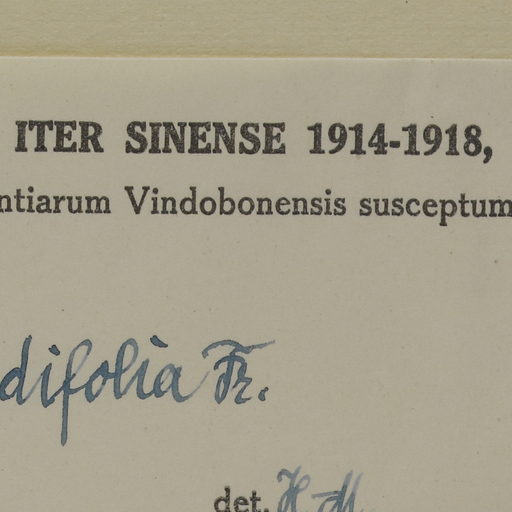 ITER SINENSE 1914-1918,
ntiarum Vindobonensis susceptum
difolia Fr.
det. H-M.